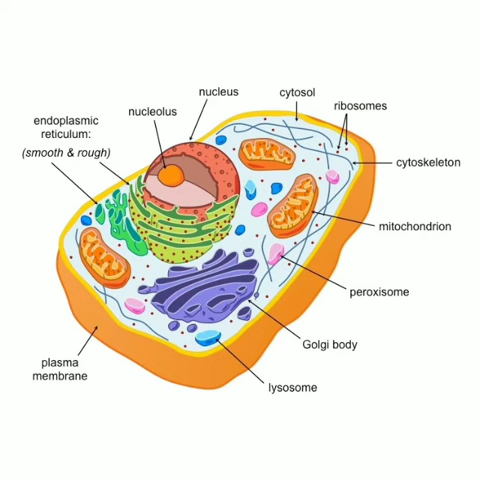 nucleus
cytosol
ribosomes
nucleolus
endoplasmic
reticulum:
(smooth & rough)
cytoskeleton
mitochondrion
peroxisome
Golgi body
plasma
membrane
lysosome